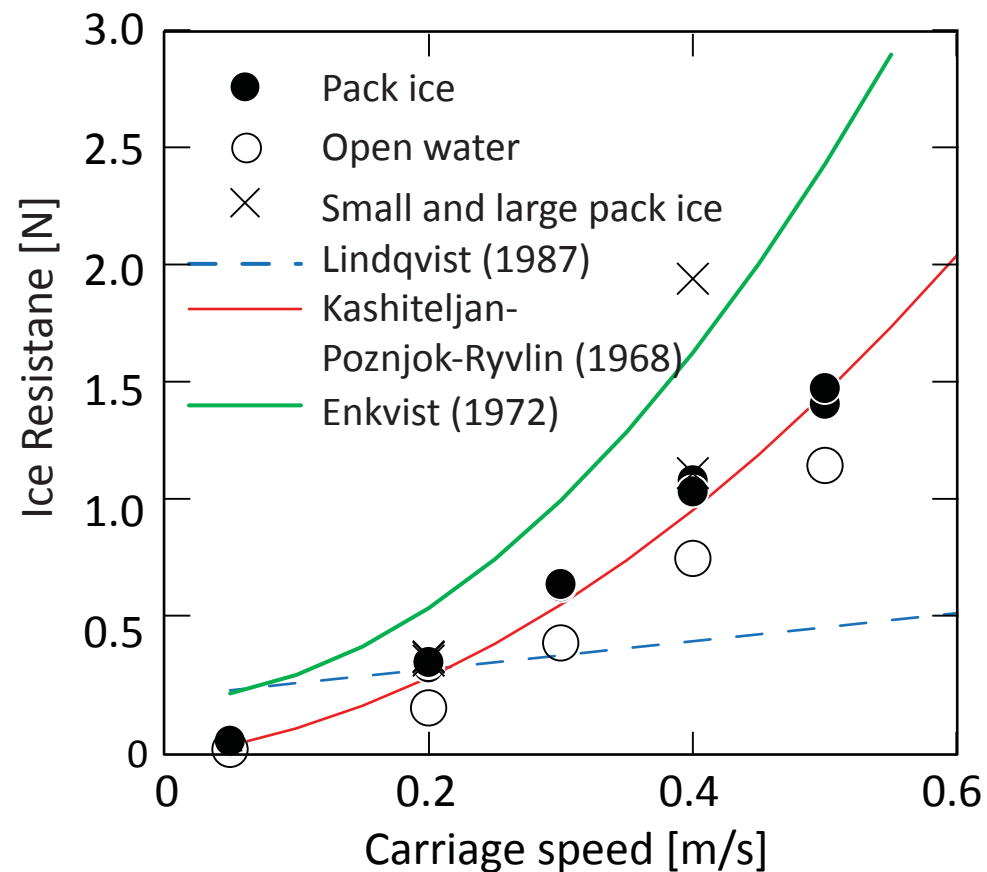 3.0
2.5
2.0
1.5
1.0
0.5
0
Ice Resistane [N]
Pack ice
Open water
Small and large pack ice
Lindqvist (1987)
Kashiteljan-
Poznjok-Ryvlin (1968)
Enkvist (1972)
0
0.2
0.4
0.6
Carriage speed [m/s]